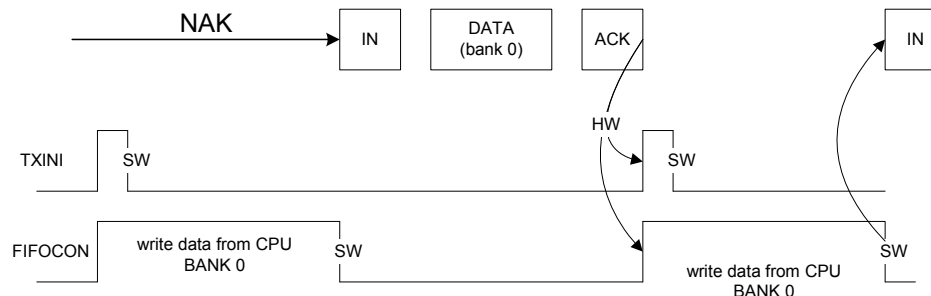 NAK
IN
DATA
(bank 0)
ACK
IN
HW
TXINI
SW
SW
FIFOCON
write data from CPU
BANK 0
SW
write data from CPU
BANK 0
SW